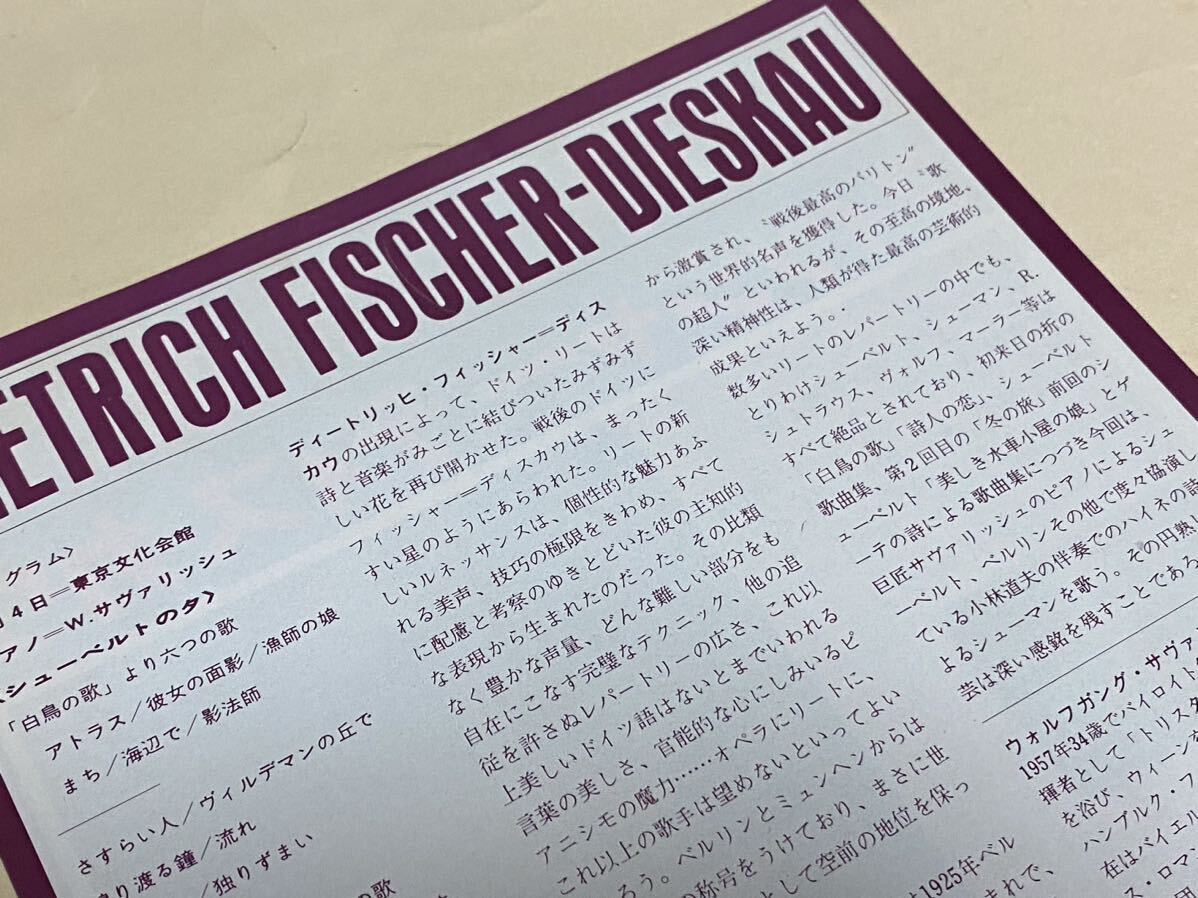 ETRICH FISCHER-DIESKAU
グラム〉
4日=東京文化会館
アノ=W.サヴァリッシュ
シューベルトの夕〉
「白鳥の歌」より六つの歌
アトラス/彼女の面影/漁師の娘
まち/海辺で/影法師
さすらい人/ヴィルデマンの丘で
り渡る鐘/流れ
/独りずまい
の歌
ディートリッヒ・フィッシャー=ディス
カウの出現によって、ドイツ・リートは
詩と音楽がみごとに結びついたみずみず
しい花を再び開かせた。戦後のドイツに
フィッシャー=ディスカウは、まったく
すい星のようにあらわれた。リートの新
しいルネッサンスは、個性的な魅力あふ
れる美声、技巧の極限をきわめ、すべて
に配慮と考察のゆきとどいた彼の主知的
な表現から生まれたのだった。その比類
なく豊かな声量、どんな難しい部分をも
自在にこなす完璧なテクニック、他の追
従を許さぬレパートリーの広さ、これ以
上美しいドイツ語はないとまでいわれる
言葉の美しさ、官能的な心にしみいるピ
アニシモの魔力……オペラにリートに、
これ以上の歌手は望めないといってよい
ろう。ベルリンとミュンヘンからは
の称号をうけており、まさに世
として空前の地位を保っ
は1925年ベル
まれで、
から激賞され、〝戦後最高のバリトン〟
という世界的名声を獲得した。今日〝歌
の超人〟といわれるが、その至高の境地、
深い精神性は、人類が得た最高の芸術的
成果といえよう。
数多いリートのレパートリーの中でも、
とりわけシューベルト、シューマン、R.
シュトラウス、ヴォルフ、マーラー等は
すべて絶品とされており、初来日の折の
「白鳥の歌」「詩人の恋」、シューベルト
歌曲集、第2回目の「冬の旅」前回のシ
ューベルト「美しき水車小屋の娘」とゲ
ーテの詩による歌曲集につづき今回は、
巨匠サヴァリッシュのピアノによるシュ
ーベルト、ベルリンその他で度々協演し
ている小林道夫の伴奏でのハイネの詩
よるシューマンを歌う。その円熟
芸は深い感銘を残すことであろ
ウォルフガング・サヴァ
1957年34歳でバイロイト
揮者として「トリスタ
を浴び、ウィーン
ハンブルク・フ
在はバイエル
ス・ロマン
団